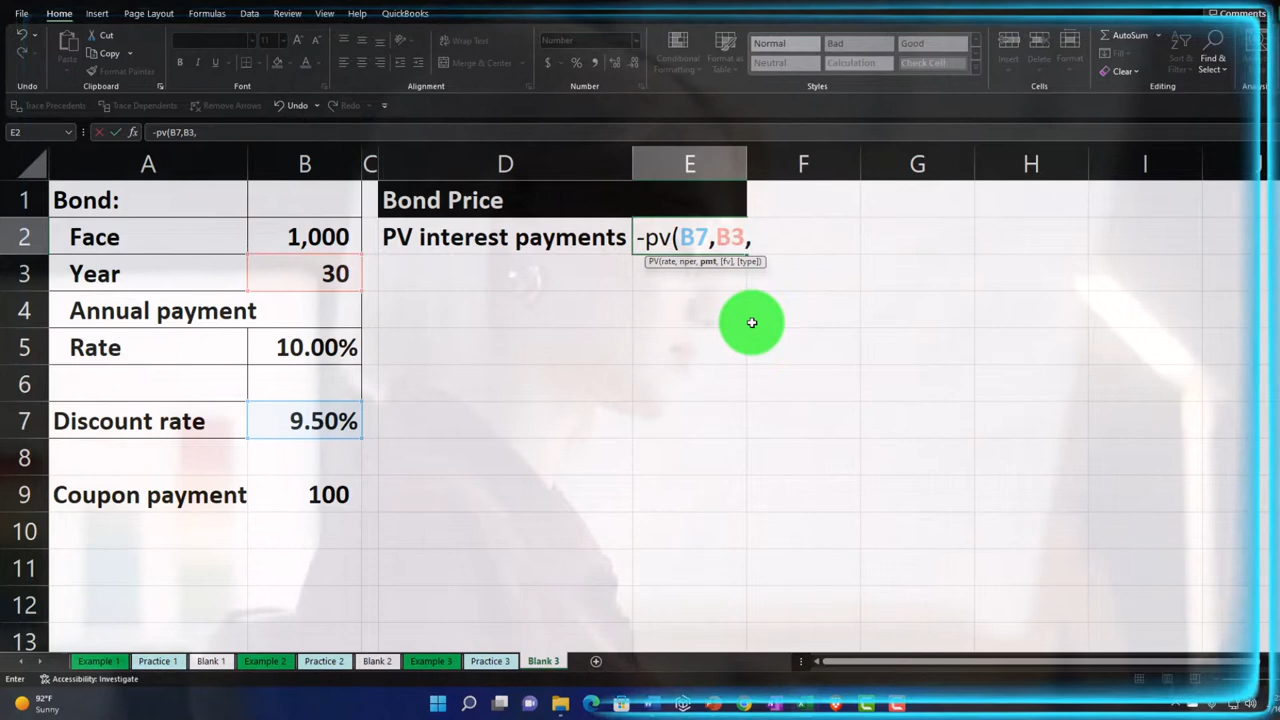 File Home Insert Page Layout Formulas Data Review View Help QuickBooks Comments
Cut
Copy
Format Painter
Paste
Undo Clipboard Font Alignment Number Styles Cells Editing
11
Wrap Text
Merge & Center
Number
Conditional Formatting
Format as Table
Normal Bad Good
Neutral Calculation Check Cell
Insert Delete Format
AutoSum
Fill
Clear
Sort & Filter
Find & Select
Trace Precedents Trace Dependents Remove Arrows Undo Redo
E2 -pv(B7,B3,
A B C D E F G H I
1 Bond: Bond Price
2 Face 1,000 PV interest payments -pv(B7,B3,
PV(rate, nper, pmt, [fv], [type])
3 Year 30
4 Annual payment
5 Rate 10.00%
6
7 Discount rate 9.50%
8
9 Coupon payment 100
10
11
12
13
Example 1 Practice 1 Blank 1 Example 2 Practice 2 Blank 2 Example 3 Practice 3 Blank 3
Enter Accessibility: Investigate
92°F
Sunny